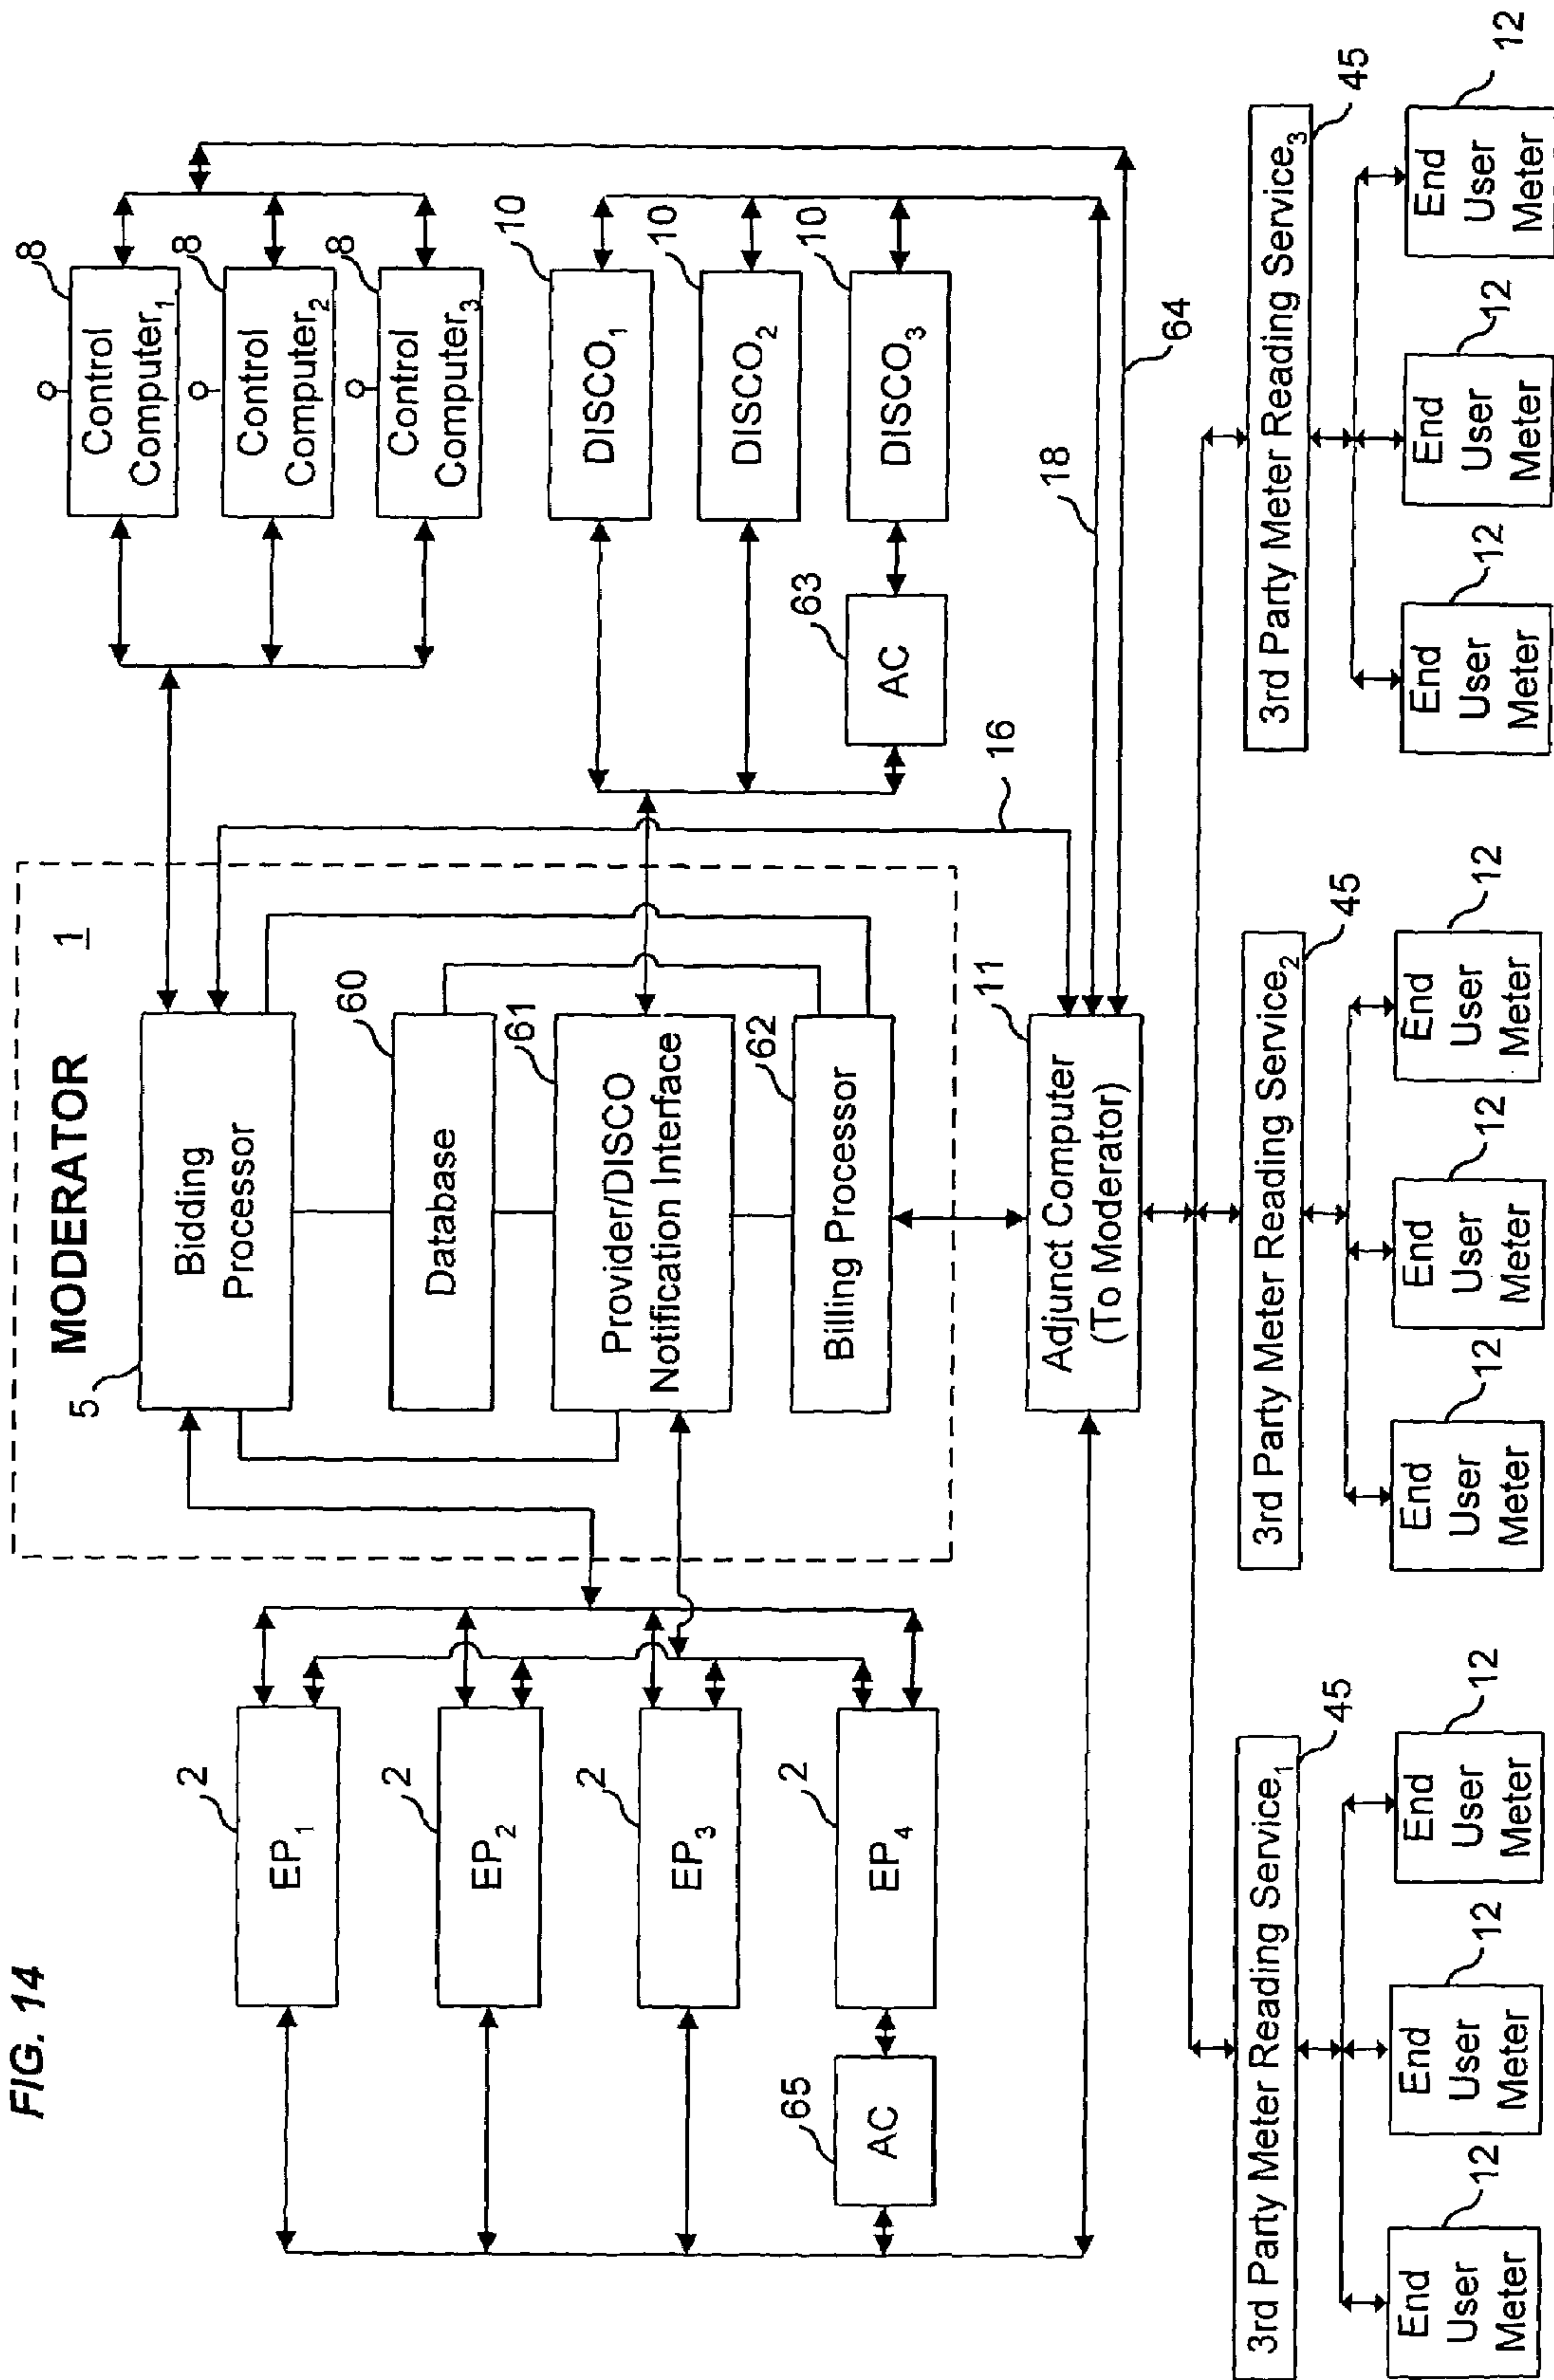 FIG. 14
MODERATOR
1
5
Bidding
Processor
60
Database
61
Provider/DISCO
Notification Interface
62
Billing Processor
2
EP₁
2
EP₂
2
EP₃
2
EP₄
65
AC
8
Control
Computer₁
8
Control
Computer₂
8
Control
Computer₃
10
DISCO₁
10
DISCO₂
10
DISCO₃
63
AC
16
18
64
11
Adjunct Computer
(To Moderator)
3rd Party Meter Reading Service₁
45
3rd Party Meter Reading Service₂
45
3rd Party Meter Reading Service₃
45
12
End
User
Meter
12
End
User
Meter
12
End
User
Meter
12
End
User
Meter
12
End
User
Meter
12
End
User
Meter
12
End
User
Meter
12
End
User
Meter
12
End
User
Meter